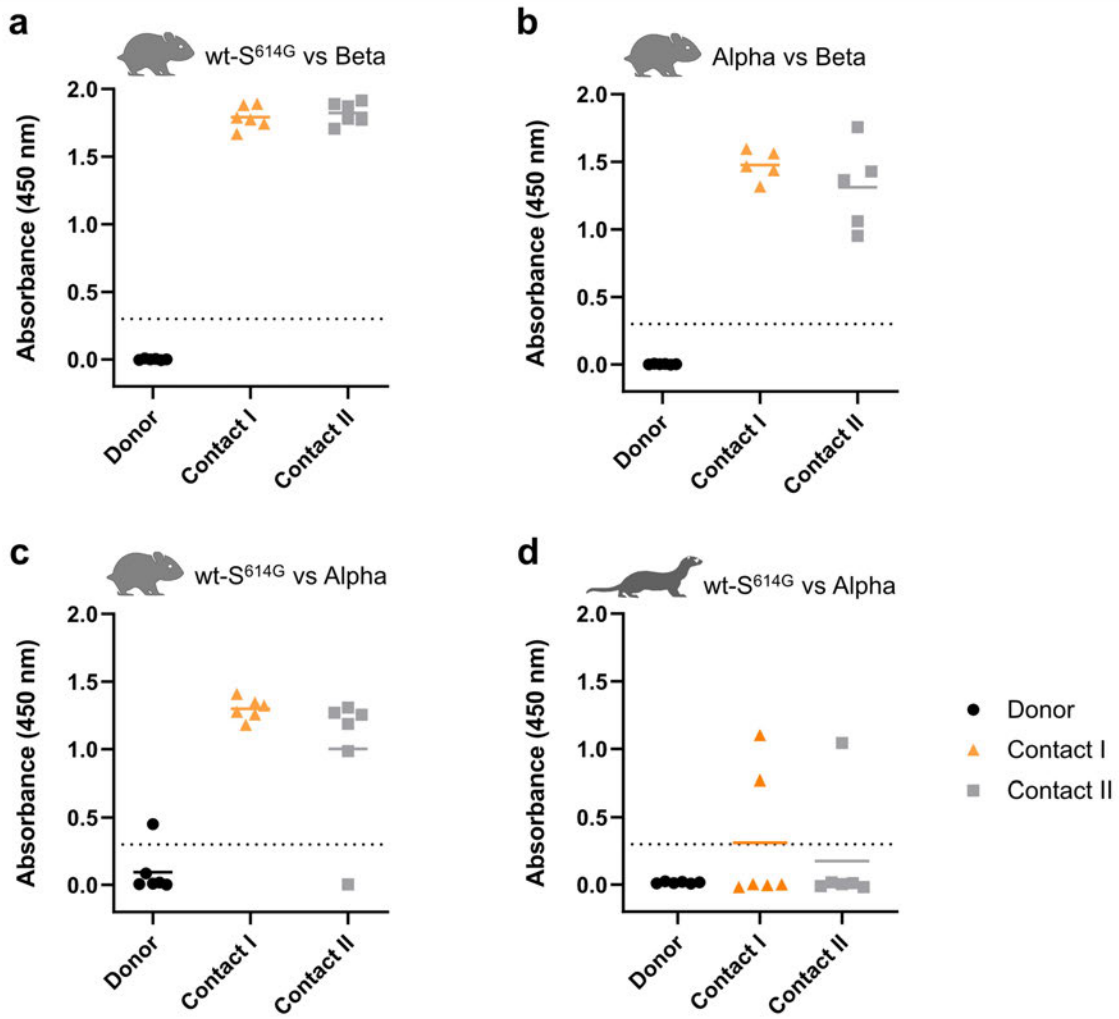 a
wt-S⁶¹⁴ᴳ vs Beta
Absorbance (450 nm)
2.0
1.5
1.0
0.5
0.0
Donor
Contact I
Contact II
b
Alpha vs Beta
Absorbance (450 nm)
2.0
1.5
1.0
0.5
0.0
Donor
Contact I
Contact II
c
wt-S⁶¹⁴ᴳ vs Alpha
Absorbance (450 nm)
2.0
1.5
1.0
0.5
0.0
Donor
Contact I
Contact II
d
wt-S⁶¹⁴ᴳ vs Alpha
Absorbance (450 nm)
2.0
1.5
1.0
0.5
0.0
Donor
Contact I
Contact II
Donor
Contact I
Contact II